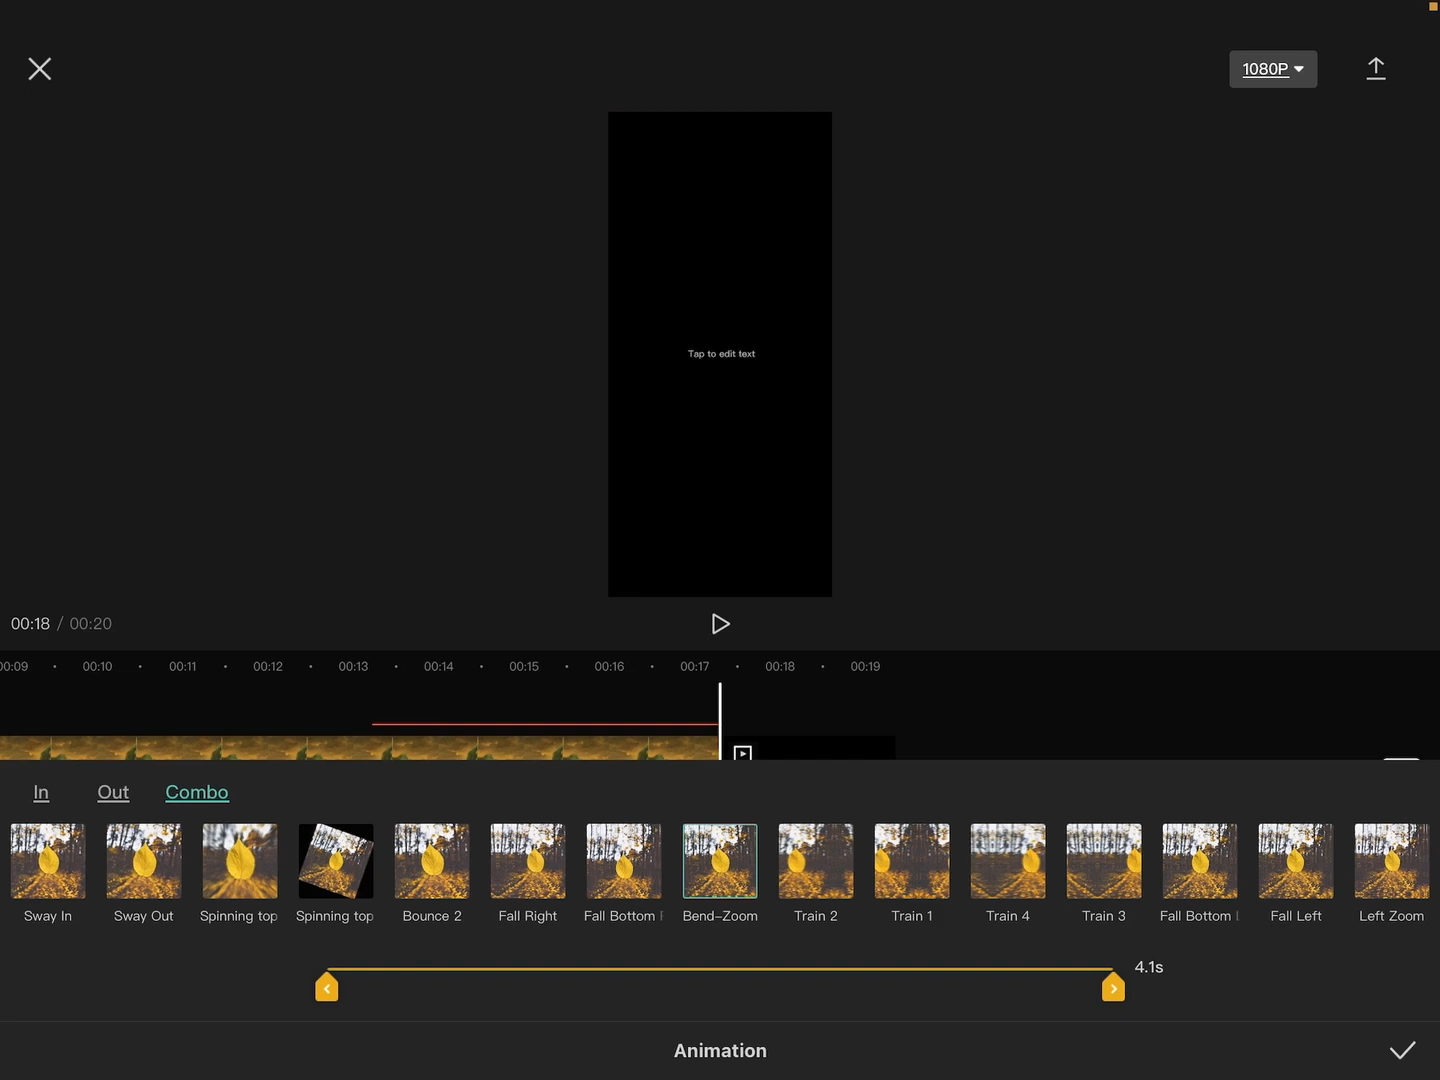 1080P
Tap to edit text
00:18 / 00:20
00:09 00:10 00:11 00:12 00:13 00:14 00:15 00:16 00:17 00:18 00:19
In Out Combo
Sway In Sway Out Spinning top Spinning top Bounce 2 Fall Right Fall Bottom Bend-Zoom Train 2 Train 1 Train 4 Train 3 Fall Bottom Fall Left Left Zoom
4.1s
Animation